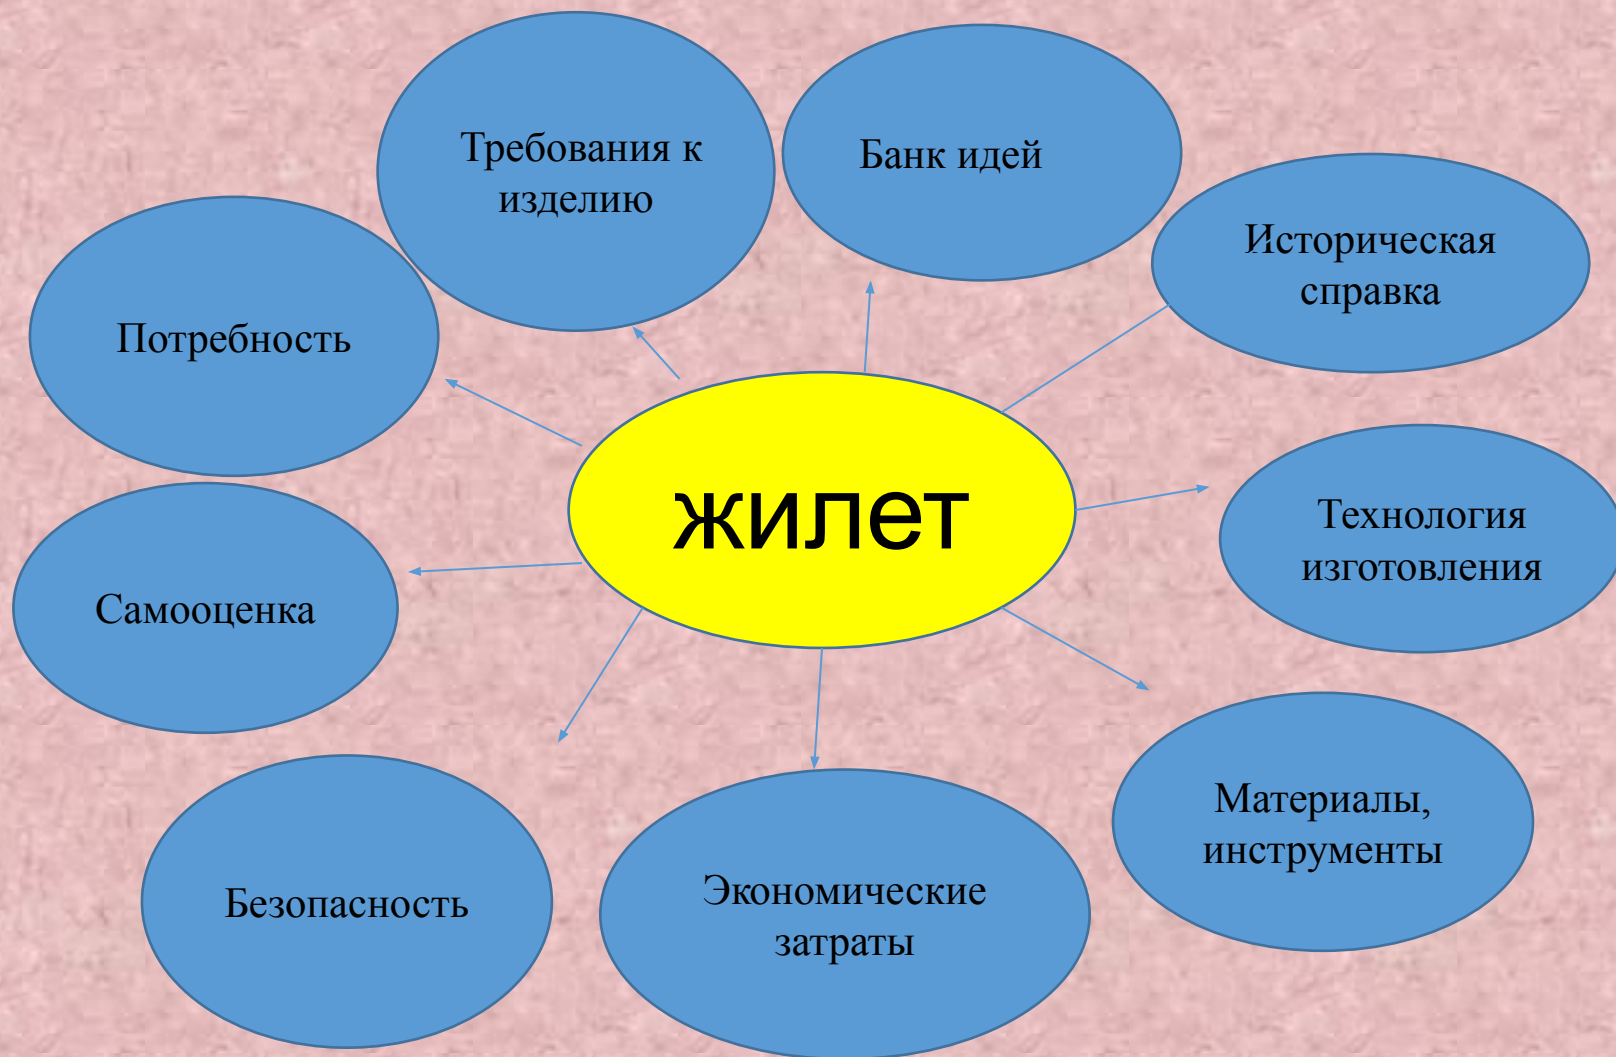 Требования к
изделию
Банк идей
Историческая
справка
Потребность
жилет
Технология
изготовления
Самооценка
Материалы,
инструменты
Безопасность
Экономические
затраты